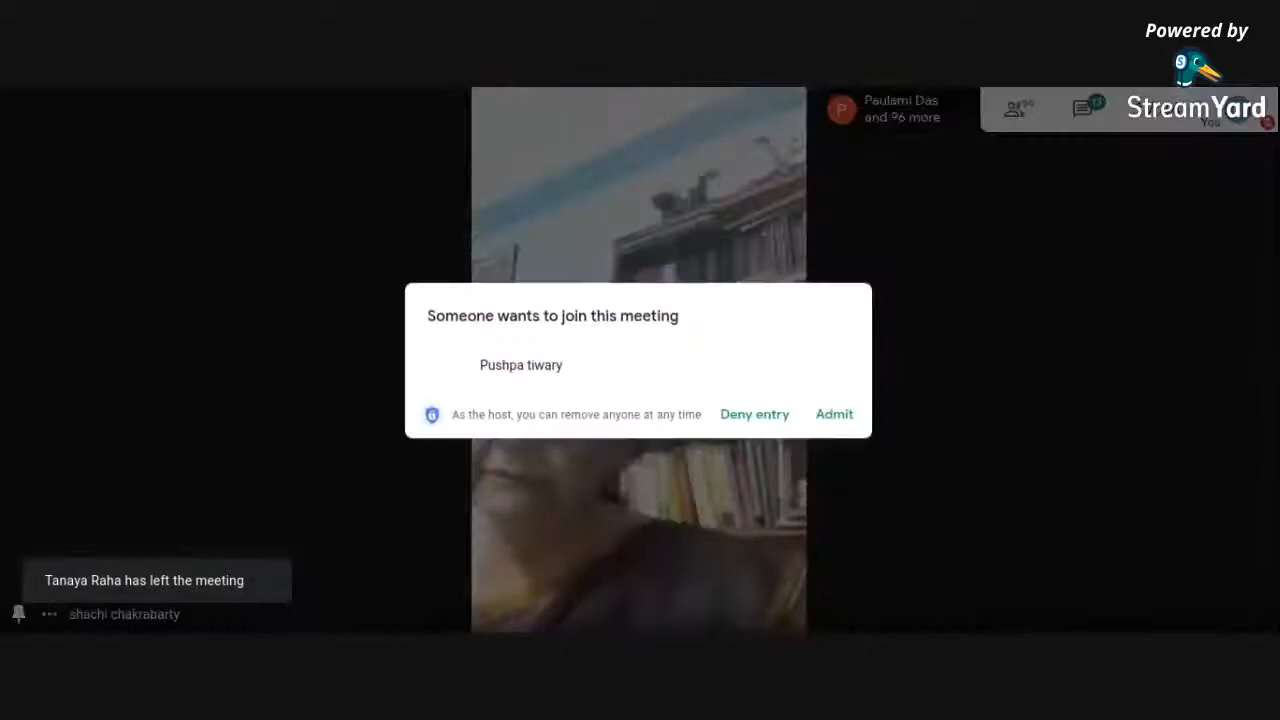 Powered by
StreamYard
Paulami Das
and 96 more
P
You
Someone wants to join this meeting
Pushpa tiwary
As the host, you can remove anyone at any time
Deny entry
Admit
Tanaya Raha has left the meeting
shachi chakrabarty